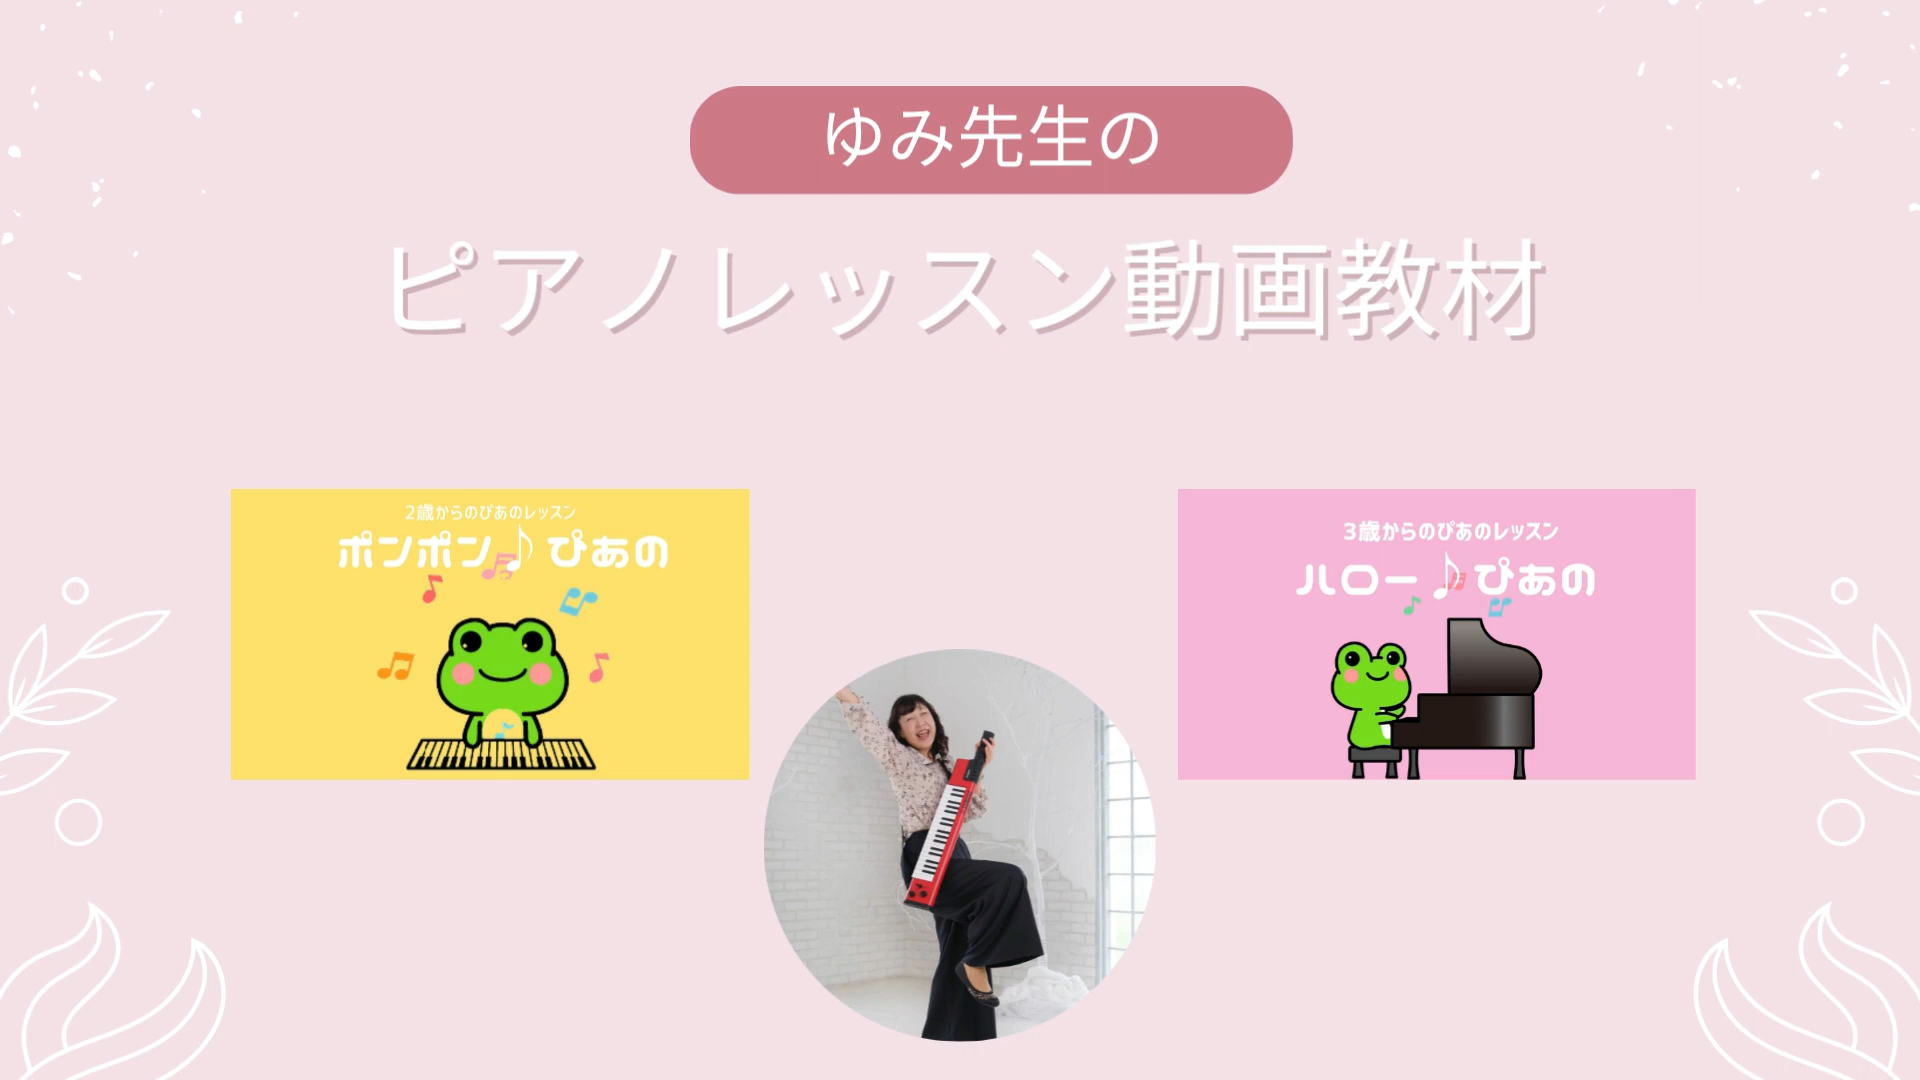 ゆみ先生の
ピアノレッスン動画教材
2歳からのぴあのレッスン
ポンポン♪ぴあの
3歳からのぴあのレッスン
ハロー♪ぴあの